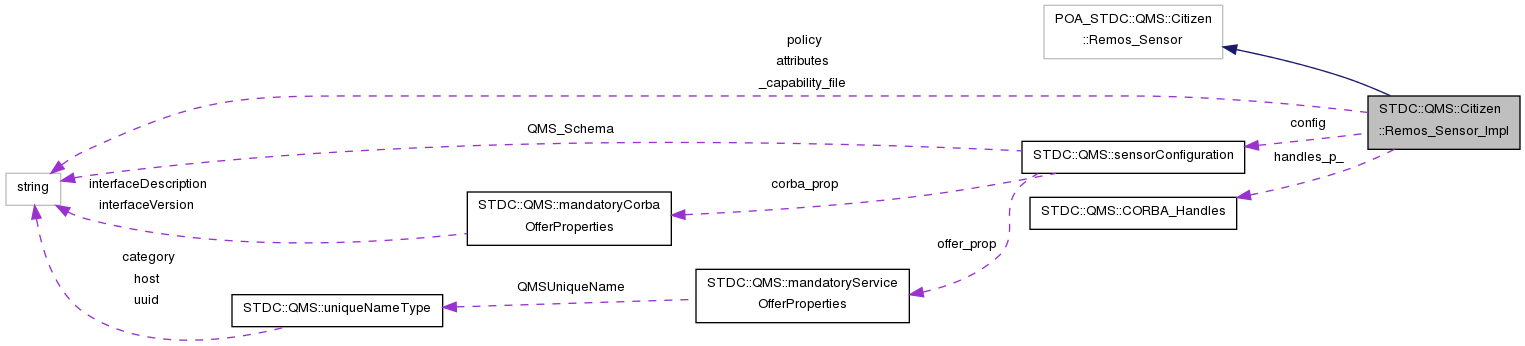 POA_STDC::QMS::Citizen
::Remos_Sensor
policy
attributes
_capability_file
STDC::QMS::Citizen
::Remos_Sensor_Impl
QMS_Schema
config
STDC::QMS::sensorConfiguration
handles_p_
string
interfaceDescription
interfaceVersion
corba_prop
STDC::QMS::mandatoryCorba
OfferProperties
STDC::QMS::CORBA_Handles
offer_prop
category
host
uuid
QMSUniqueName
STDC::QMS::mandatoryService
OfferProperties
STDC::QMS::uniqueNameType